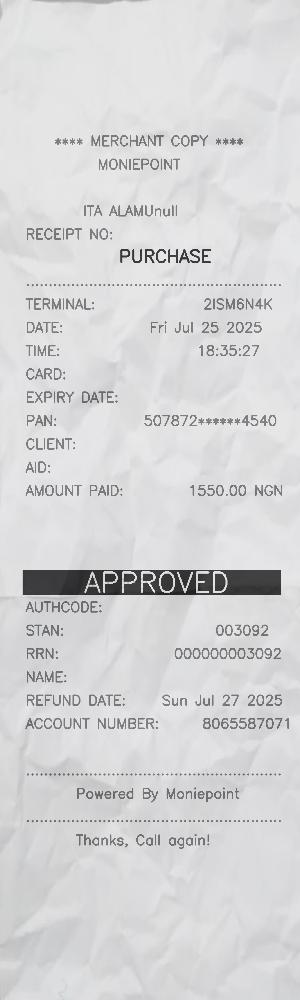 **** MERCHANT COPY ****
MONIEPOINT
ITA ALAMUnull
RECEIPT NO:
PURCHASE
TERMINAL: 2ISM6N4K
DATE: Fri Jul 25 2025
TIME: 18:35:27
CARD:
EXPIRY DATE:
PAN: 507872******4540
CLIENT:
AID:
AMOUNT PAID: 1550.00 NGN
APPROVED
AUTHCODE:
STAN: 003092
RRN: 000000003092
NAME:
REFUND DATE: Sun Jul 27 2025
ACCOUNT NUMBER: 8065587071
Powered By Moniepoint
Thanks, Call again!